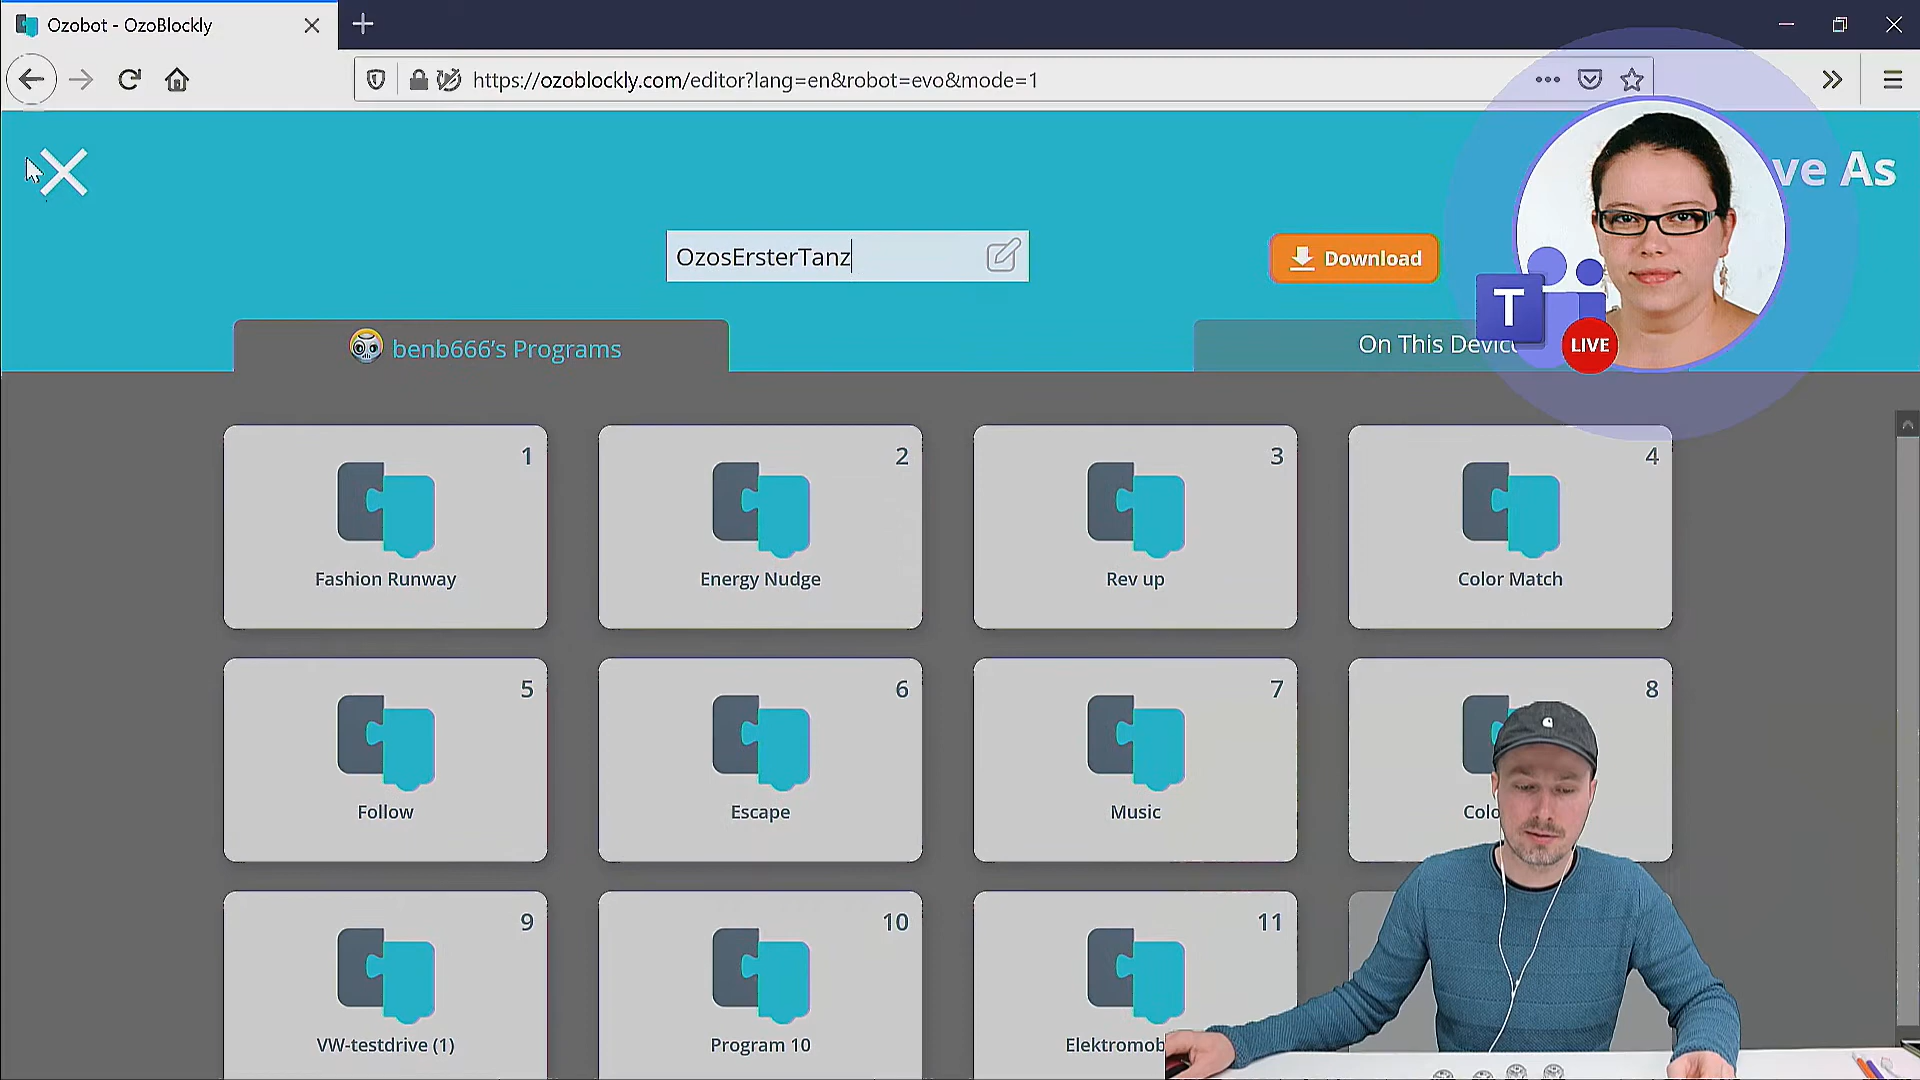 Ozobot - OzoBlockly
https://ozoblockly.com/editor?lang=en&robot=evo&mode=1
ve As
OzosErsterTanz
Download
T
LIVE
benb666's Programs
On This Device
1
2
3
4
Fashion Runway
Energy Nudge
Rev up
Color Match
5
6
7
8
Follow
Escape
Music
Colo
9
10
11
VW-testdrive (1)
Program 10
Elektromob